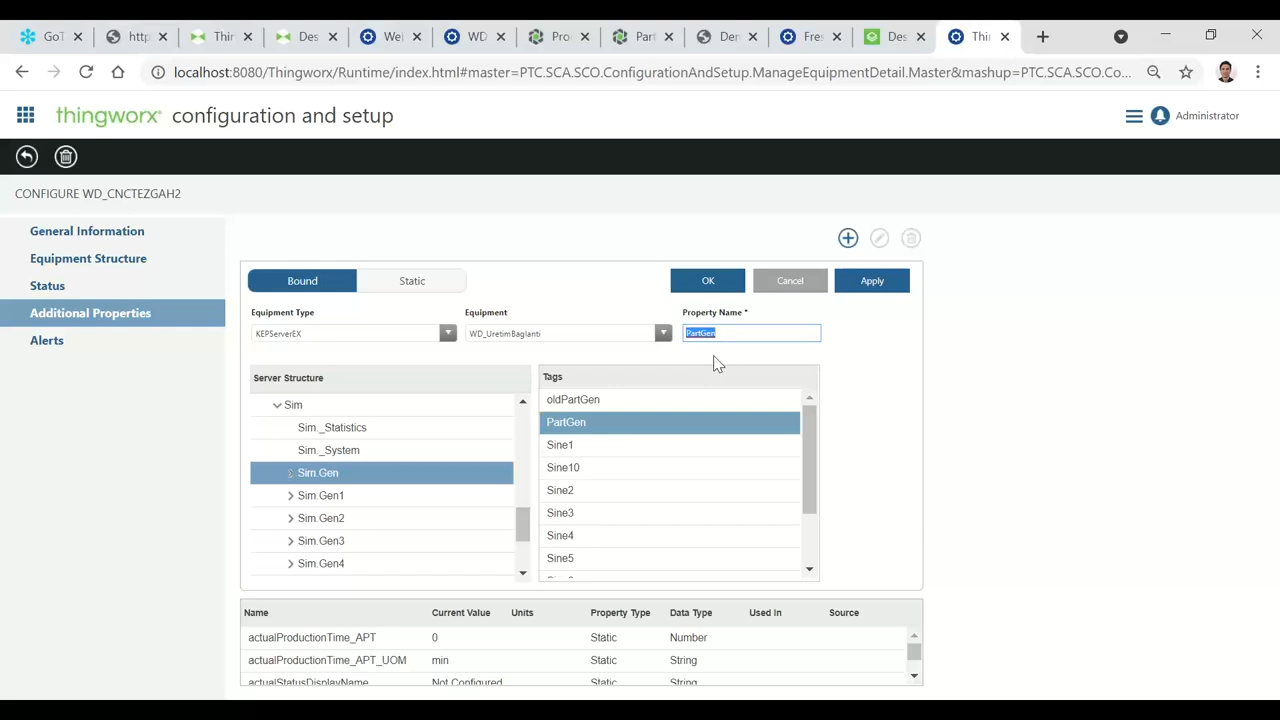 GoT
http
Thir
Des
Wei
WD
Pro
Part
Der
Fres
Des
Thir
localhost:8080/Thingworx/Runtime/index.html#master=PTC.SCA.SCO.ConfigurationAndSetup.ManageEquipmentDetail.Master&mashup=PTC.SCA.SCO.Co...
thingworx configuration and setup
Administrator
CONFIGURE WD_CNCTEZGAH2
General Information
Equipment Structure
Status
Additional Properties
Alerts
Bound Static OK Cancel Apply
Equipment Type Equipment Property Name *
KEPServerEX WD_UretimBaglanti PartGen
Server Structure
Sim
Sim._Statistics
Sim._System
Sim.Gen
Sim.Gen1
Sim.Gen2
Sim.Gen3
Sim.Gen4
Tags
oldPartGen
PartGen
Sine1
Sine10
Sine2
Sine3
Sine4
Sine5
Name Current Value Units Property Type Data Type Used In Source
actualProductionTime_APT 0 Static Number
actualProductionTime_APT_UOM min Static String
actualStatusDisplayName Not Configured Static String